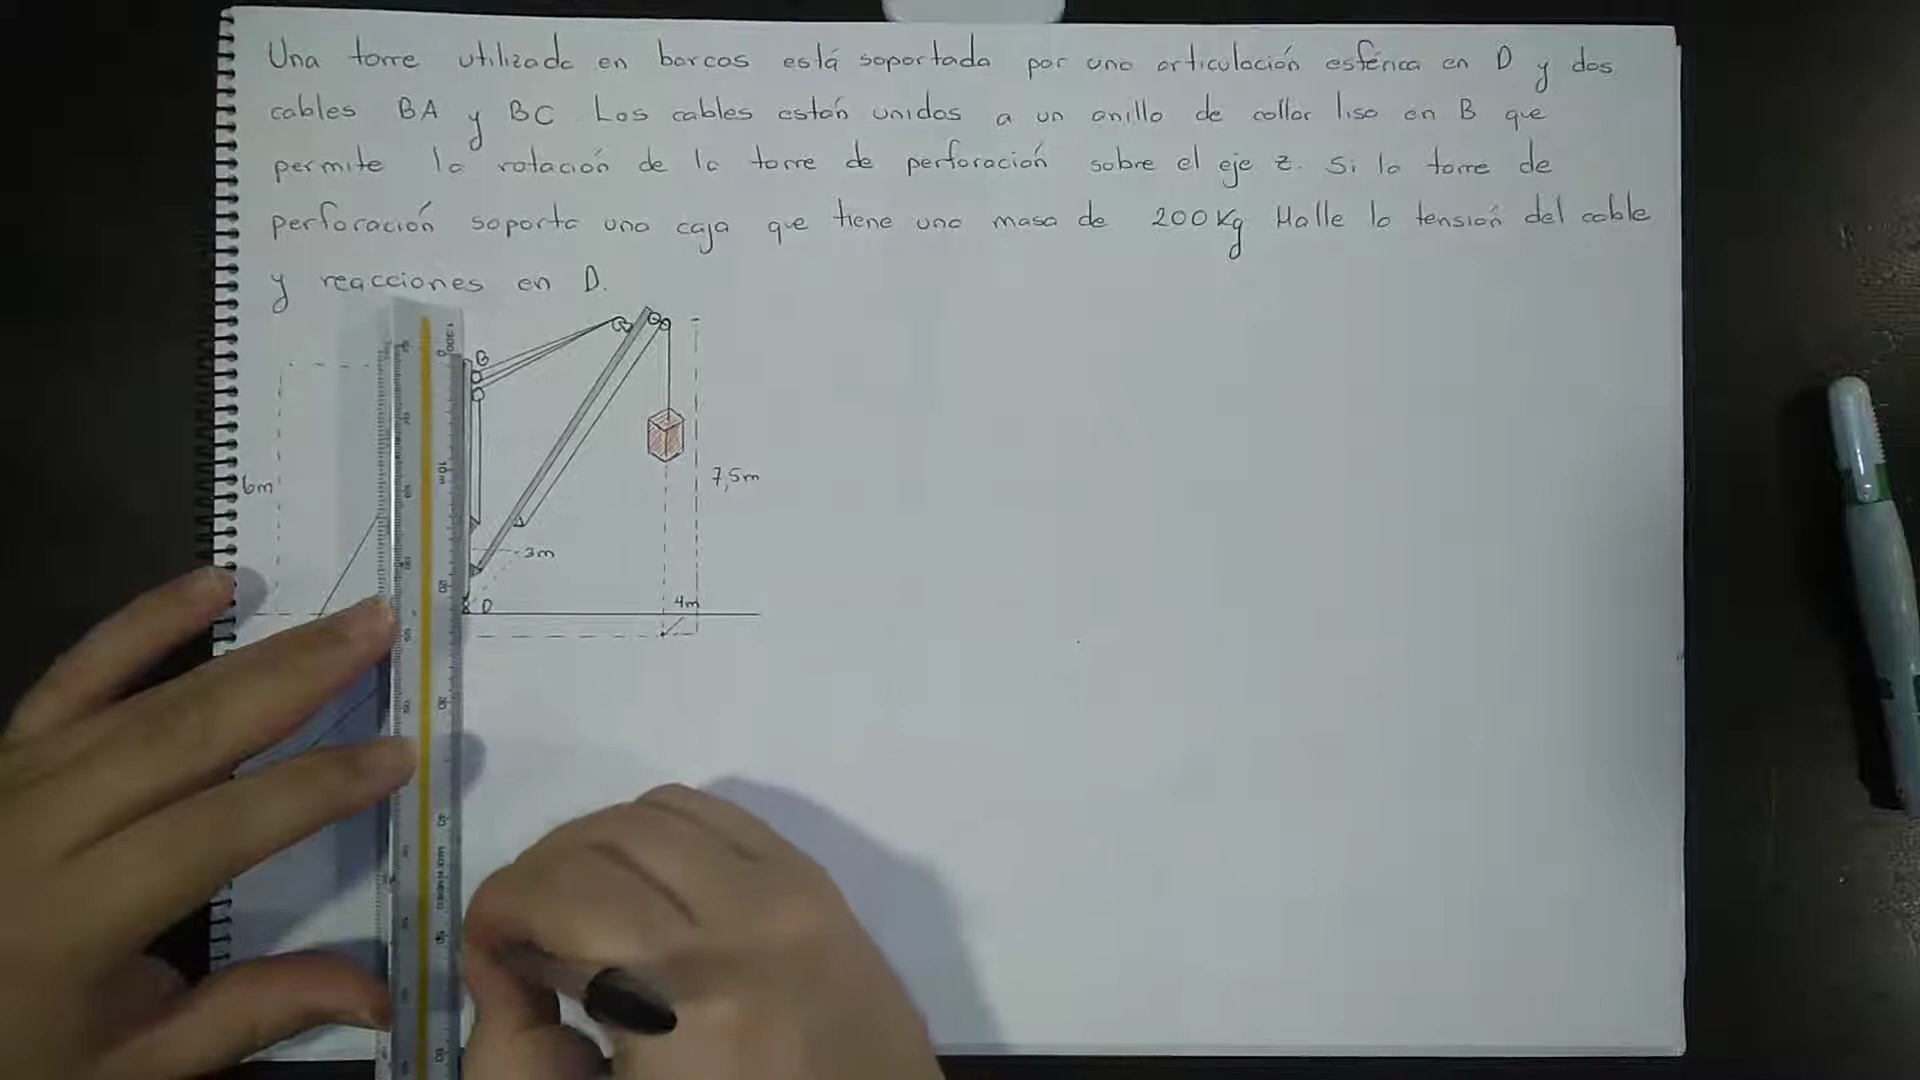 Una torre utilizada en barcos está soportada por una articulación esférica en D y dos
cables BA y BC. Los cables están unidos a un anillo de collar liso en B que
permite la rotación de la torre de perforación sobre el eje z. Si la torre de
perforación soporta una caja que tiene una masa de 200 Kg Halle la tensión del cable
y reacciones en D.
B
6m
7,5m
3m
D
4m